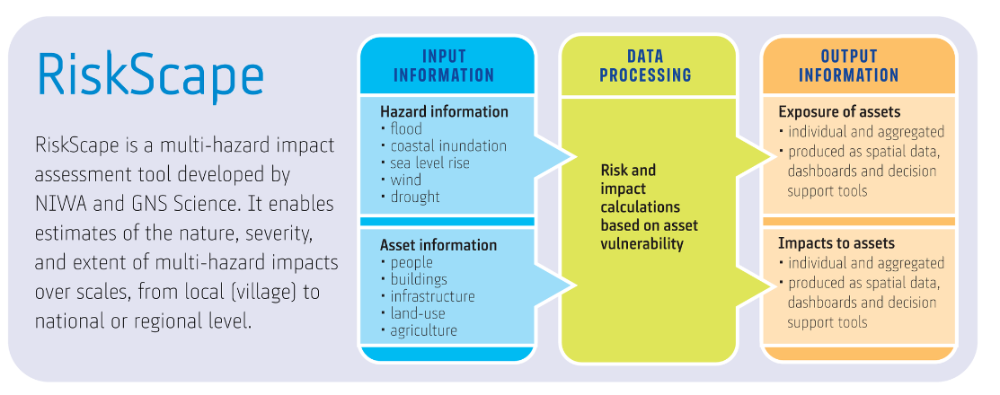 RiskScape
RiskScape is a multi-hazard impact
assessment tool developed by
NIWA and GNS Science. It enables
estimates of the nature, severity,
and extent of multi-hazard impacts
over scales, from local (village) to
national or regional level.
INPUT
INFORMATION
Hazard information
• flood
• coastal inundation
• sea level rise
• wind
• drought
Asset information
• people
• buildings
• infrastructure
• land-use
• agriculture
DATA
PROCESSING
Risk and
impact
calculations
based on asset
vulnerability
OUTPUT
INFORMATION
Exposure of assets
• individual and aggregated
• produced as spatial data,
dashboards and decision
support tools
Impacts to assets
• individual and aggregated
• produced as spatial data,
dashboards and decision
support tools